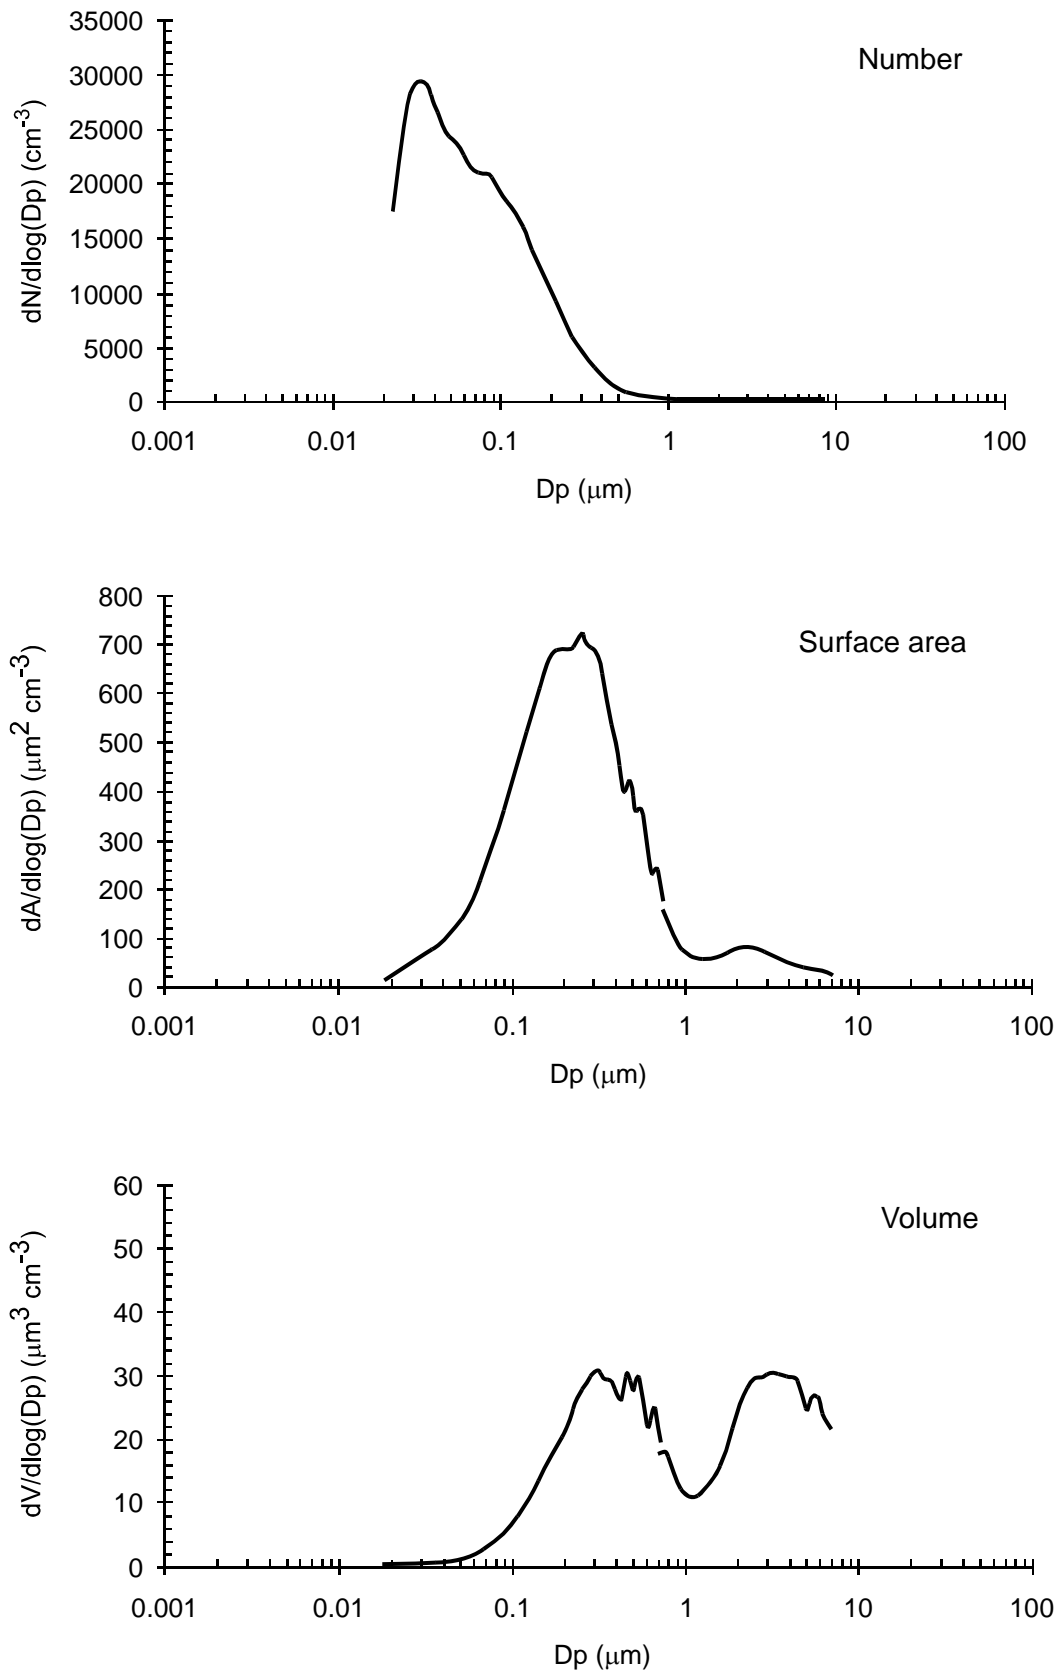 35000
Number
30000
25000
20000
15000
10000
5000
0
dN/dlog(Dp) (cm-3)
0.001 0.01 0.1 1 10 100
Dp (μm)
800
700
Surface area
600
500
400
300
200
100
0
dA/dlog(Dp) (μm2 cm-3)
0.001 0.01 0.1 1 10 100
Dp (μm)
60
Volume
50
40
30
20
10
0
dV/dlog(Dp) (μm3 cm-3)
0.001 0.01 0.1 1 10 100
Dp (μm)